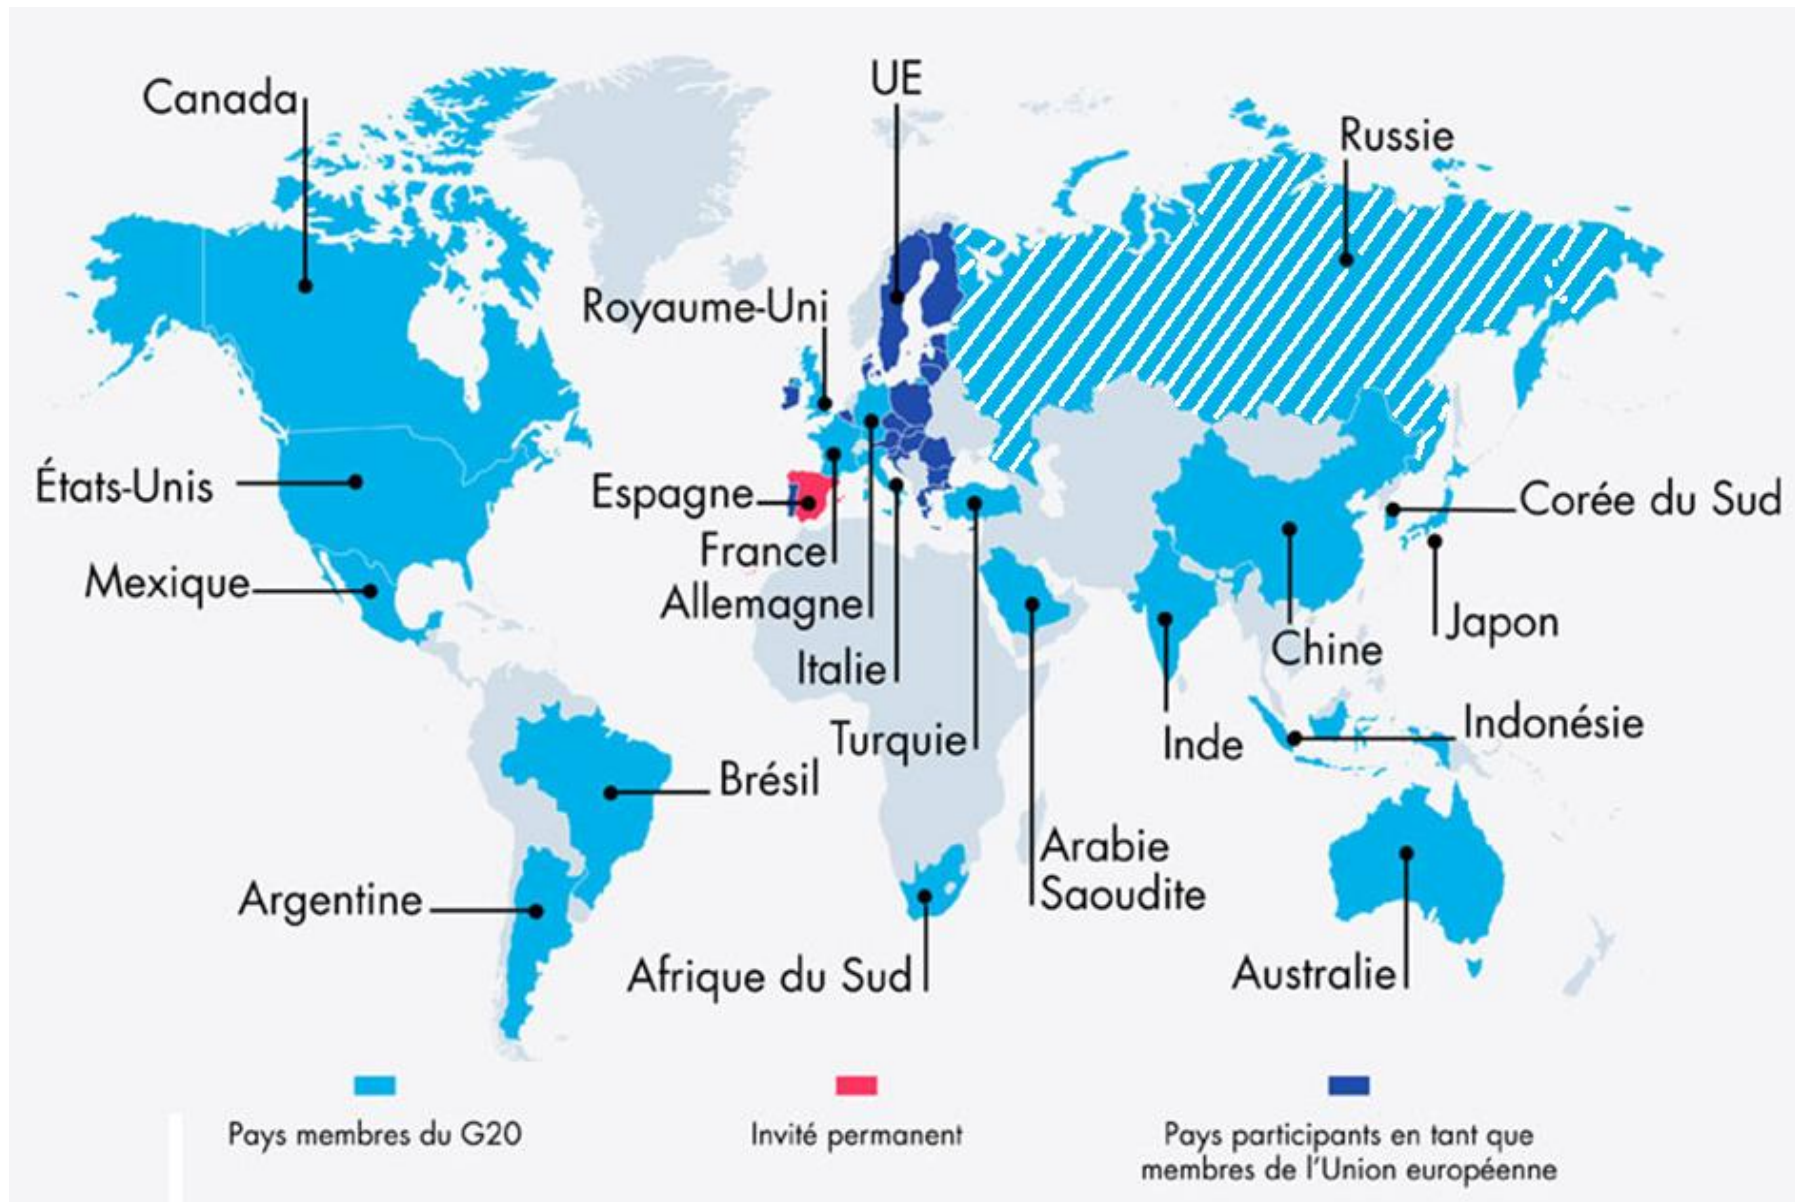 UE
Canada
Russie
Royaume-Uni
États-Unis
Espagne
Corée du Sud
France
Mexique
Allemagne
Japon
Chine
Italie
Indonésie
Turquie
Inde
Brésil
Arabie
Saoudite
Argentine
Afrique du Sud
Australie
Pays membres du G20
Invité permanent
Pays participants en tant que
membres de l'Union européenne